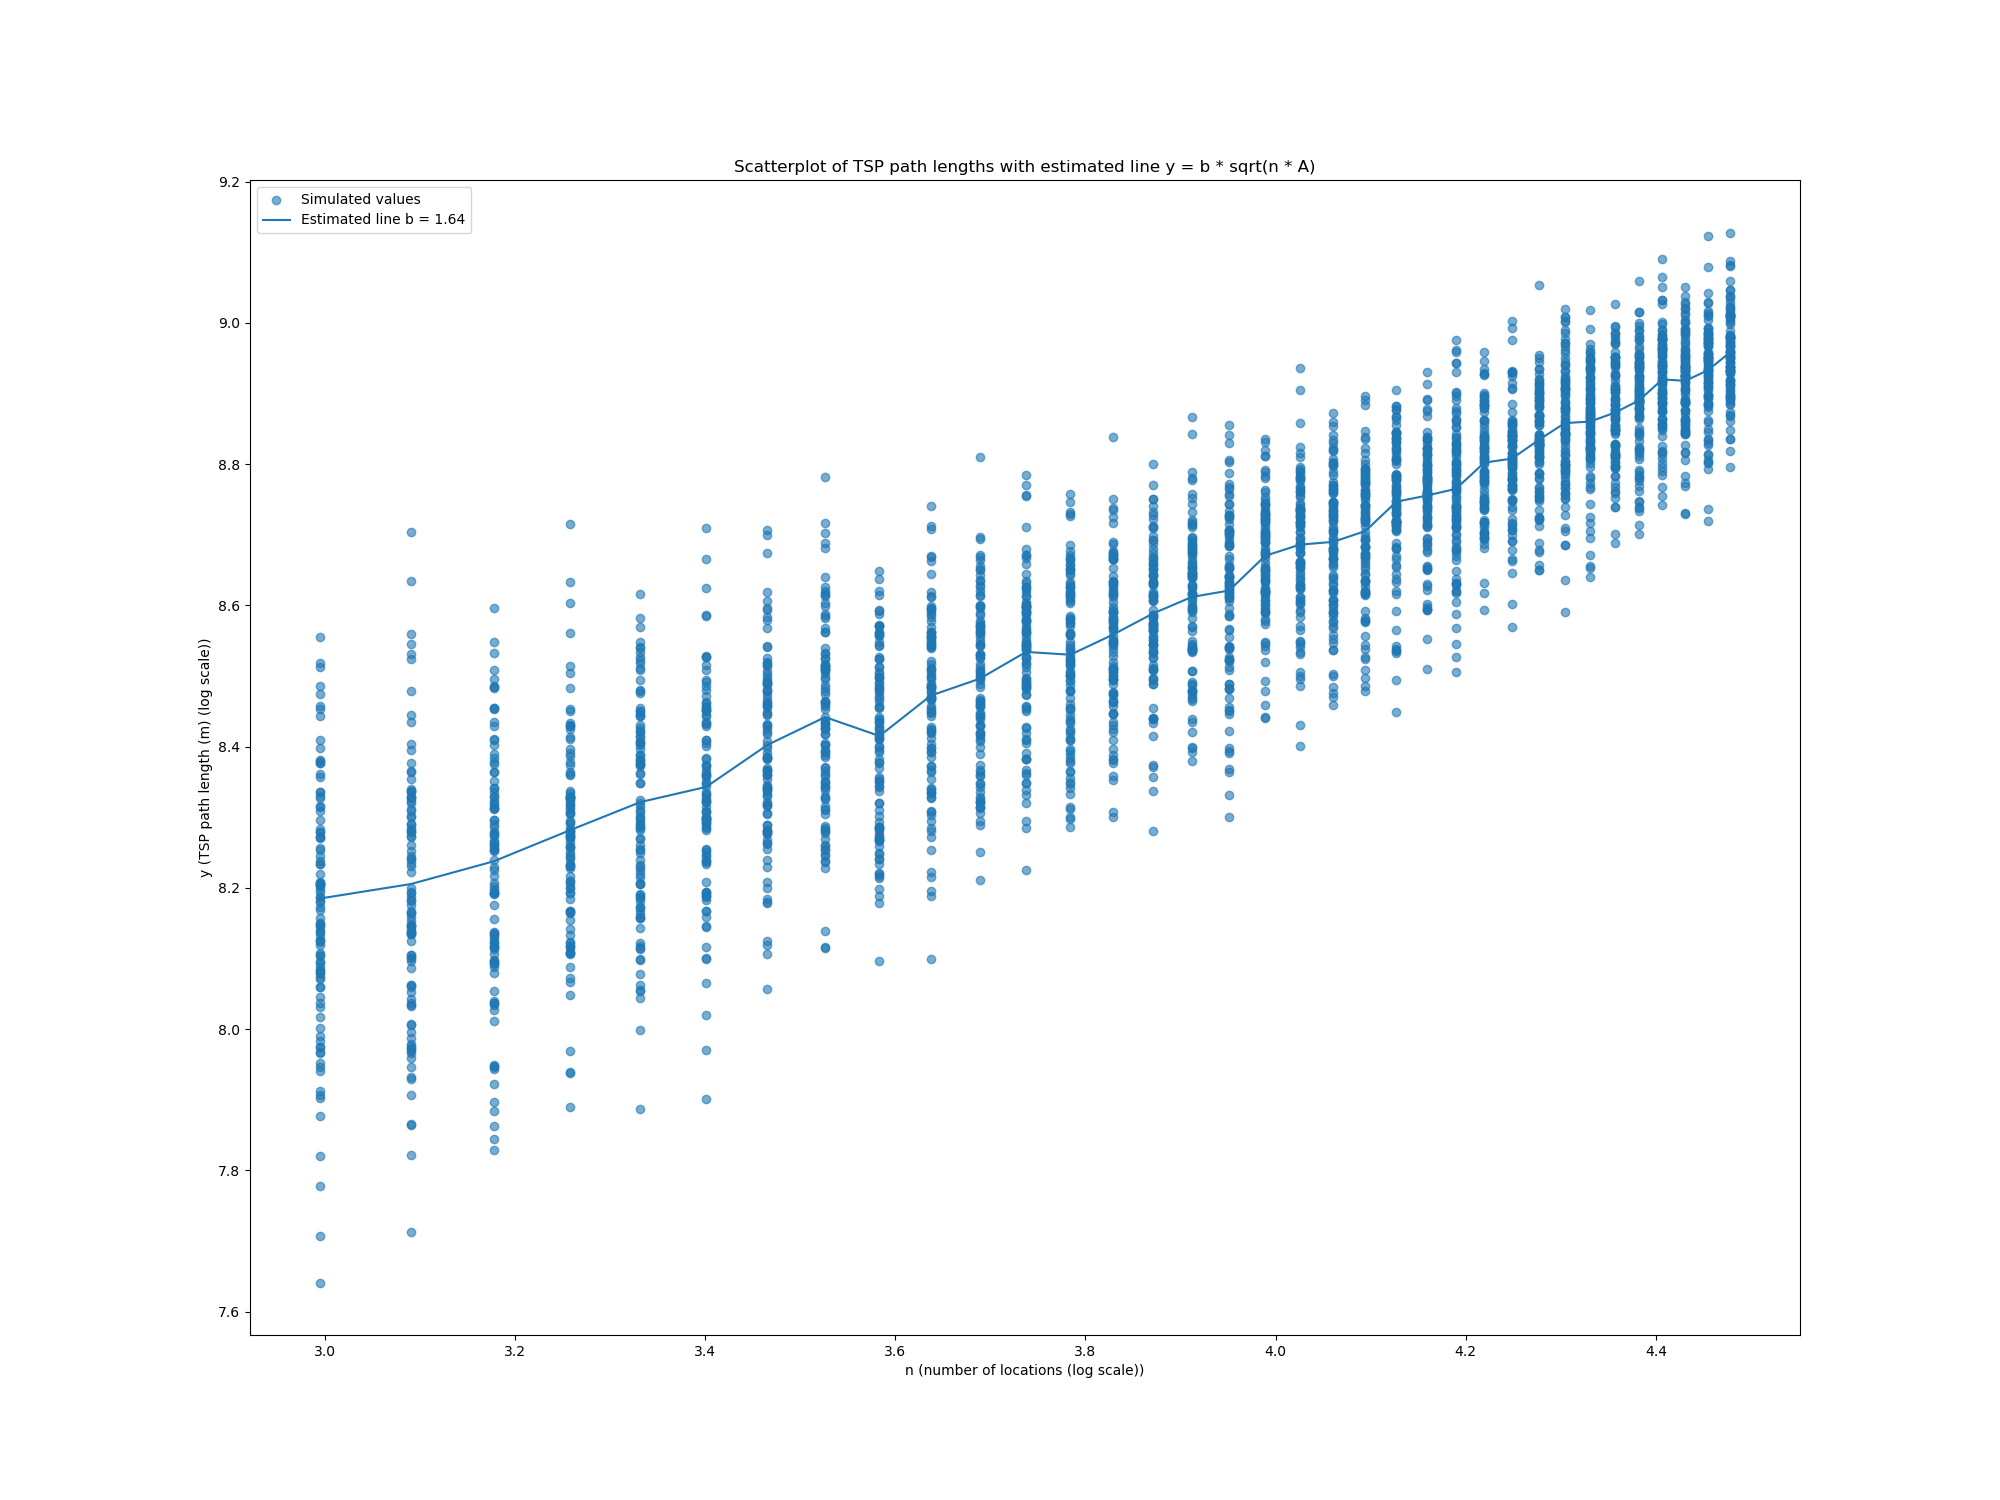 Scatterplot of TSP path lengths with estimated line y = b * sqrt(n * A)
Simulated values
Estimated line b = 1.64
y (TSP path length (m) (log scale))
9.2
9.0
8.8
8.6
8.4
8.2
8.0
7.8
7.6
3.0 3.2 3.4 3.6 3.8 4.0 4.2 4.4
n (number of locations (log scale))